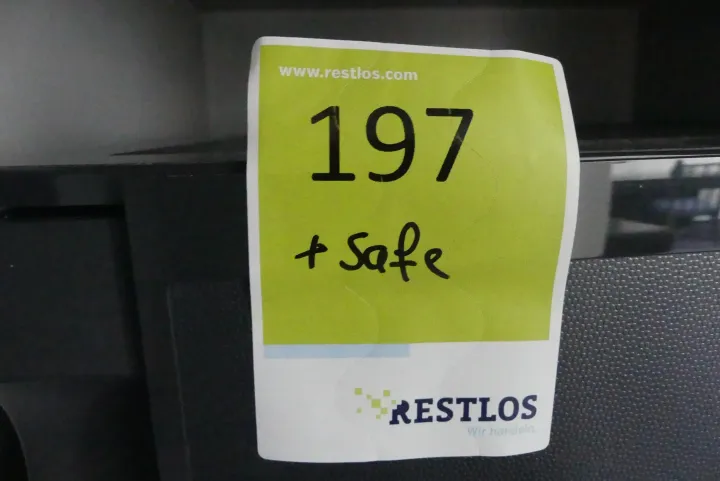 www.restlos.com
197
+ Safe
RESTLOS
Wir handeln.